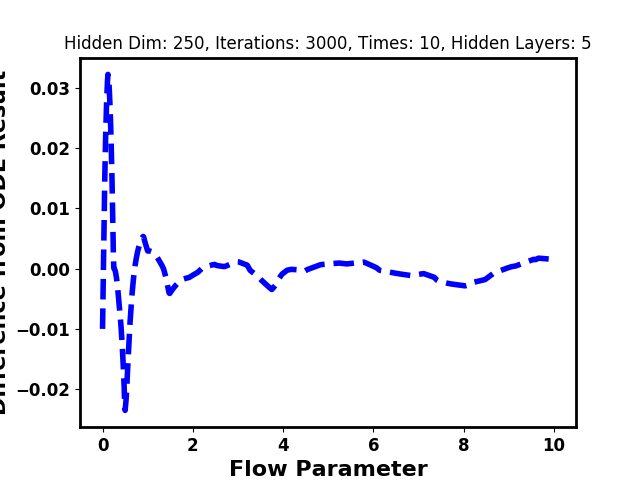 Hidden Dim: 250, Iterations: 3000, Times: 10, Hidden Layers: 5
Difference from ODE Result
0.03
0.02
0.01
0.00
−0.01
−0.02
0 2 4 6 8 10
Flow Parameter